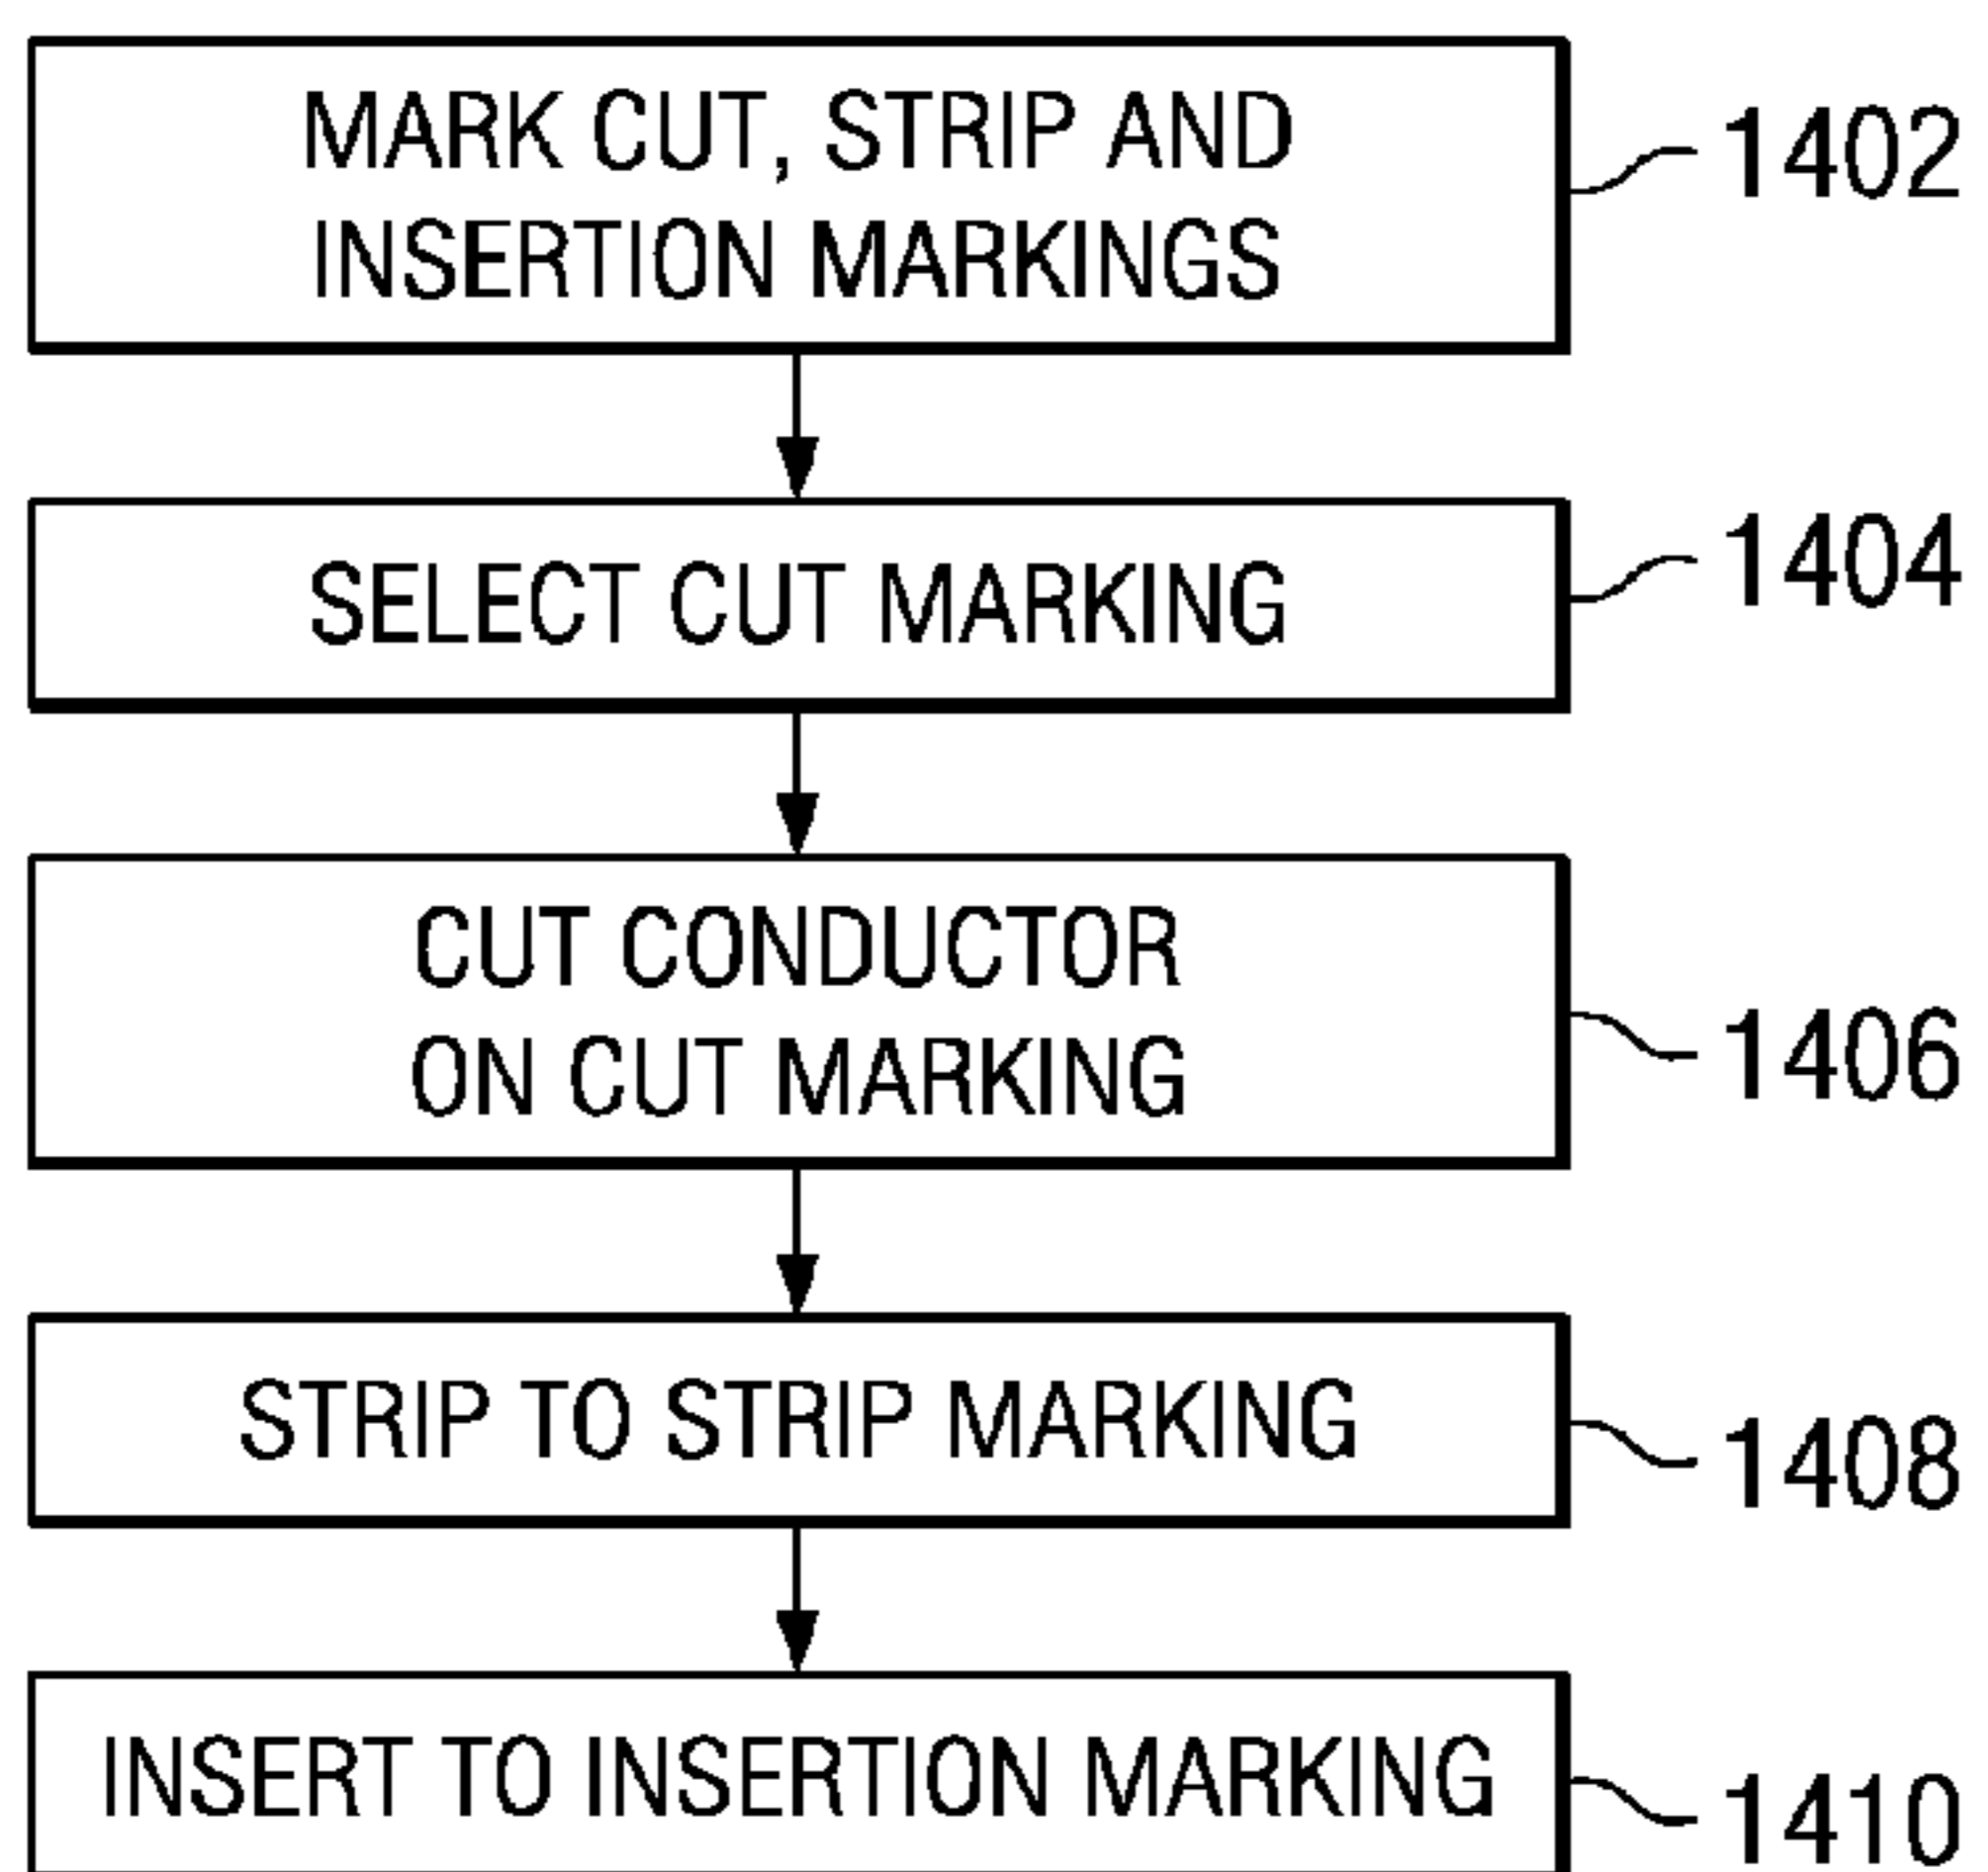 MARK CUT, STRIP AND
INSERTION MARKINGS
1402
SELECT CUT MARKING
1404
CUT CONDUCTOR
ON CUT MARKING
1406
STRIP TO STRIP MARKING
1408
INSERT TO INSERTION MARKING
1410